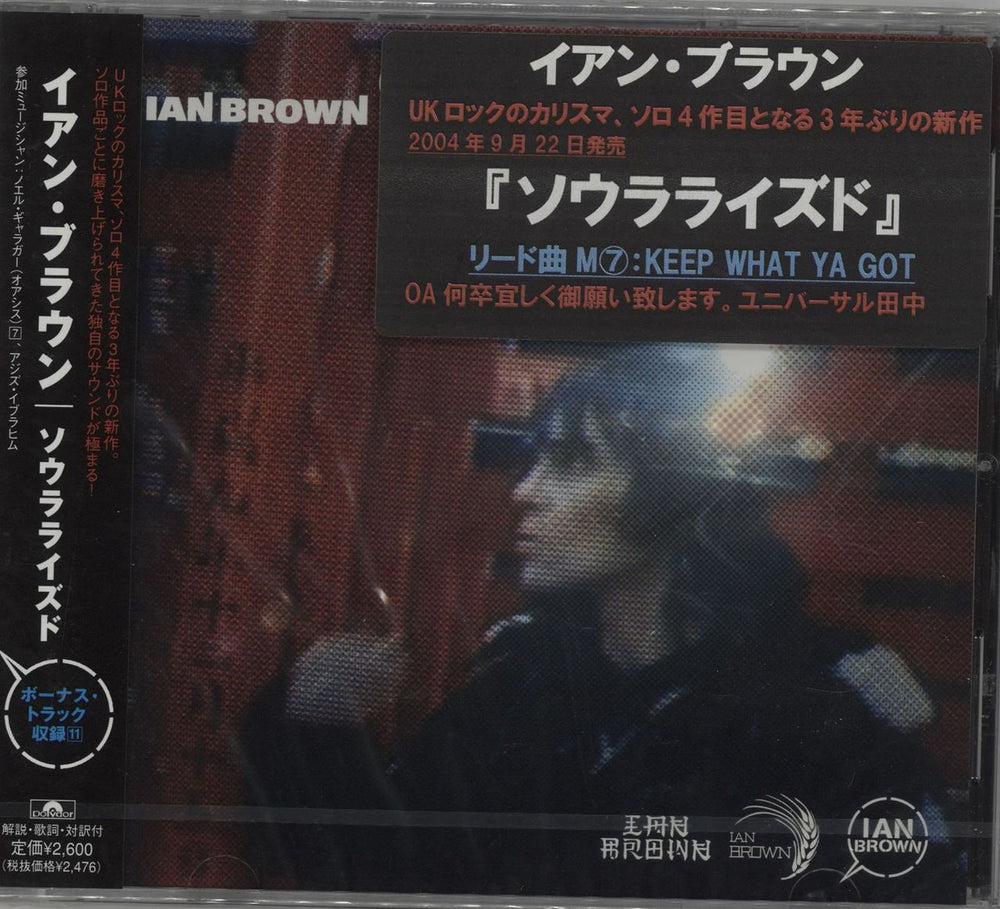 イアン・ブラウン
UKロックのカリスマ、ソロ4作目となる3年ぶりの新作
2004年9月22日発売
『ソウラライズド』
リード曲 M⑦:KEEP WHAT YA GOT
OA 何卒宜しく御願い致します。ユニバーサル田中
IAN BROWN
UKロックのカリスマ、ソロ4作目となる3年ぶりの新作。
ソロ作品ごとに磨き上げられてきた独自のサウンドが極まる!
イアン・ブラウン|ソウラライズド
参加ミュージシャン:ノエル・ギャラガー(オアシス)7、アジズ・イブラヒム
ボーナス・
トラック
収録11
Polydor
解説・歌詞・対訳付
定価¥2,600
(税抜価格¥2,476)
IAN
BROWN
IAN
BROWN
IAN
BROWN